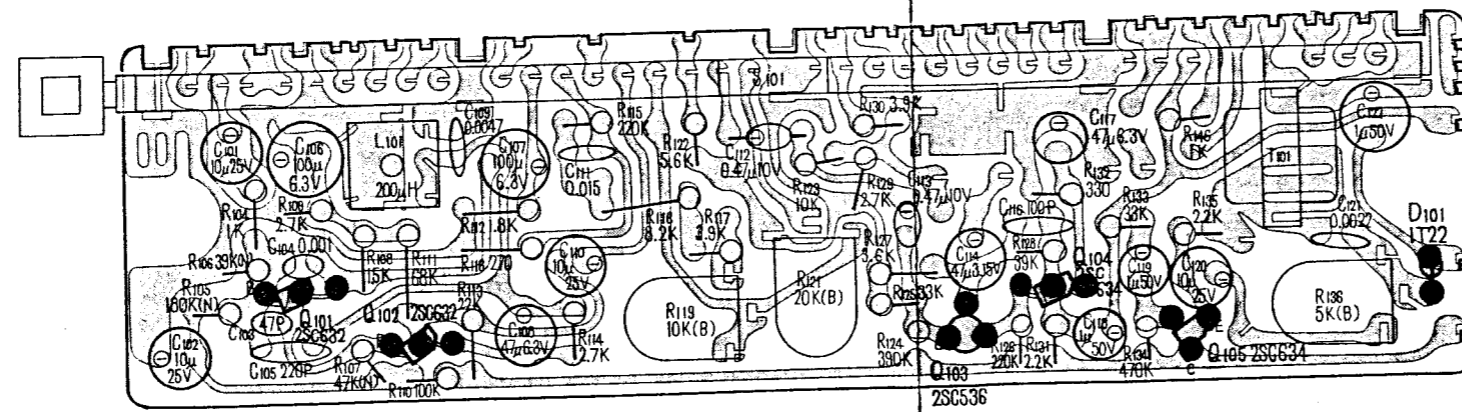 S101
C101
10μ25V
C106
100μ
6.3V
L101
200μH
C109
0.0047
C107
100μ
6.3V
R115
220K
C111
0.015
R122
5.6K
C112
0.47μ10V
R130 3.9K
R123
10K
R129
2.7K
C113
0.47μ10V
C117
47μ6.3V
R132
330
R146
1K
T101
C122
1μ50V
R104
1K
R109
2.7K
R112 1.8K
R116
8.2K
R117
3.9K
C116 100P
R133
33K
R135
2.2K
C121
0.0022
D101
1T22
R106 39K(N)
C104 0.001
R108
15K
R111
68K
R118 270
C110
10μ
25V
R121
20K(B)
R127
5.6K
C114
47μ3.15V
R128
39K
Q104
2SC
634
C119
1μ50V
C120
10μ
25V
R105
180K(N)
C103
47P
Q101
2SC632
Q102
2SC632
R113
22K
C108
47μ6.3V
R114
2.7K
R119
10K(B)
R125 33K
R124
390K
Q103
2SC536
R126
220K
R131
2.2K
C118
1μ
50V
R134
470K
E
C
Q105 2SC634
R136
5K(B)
C102
10μ
25V
C105 220P
R107
47K(N)
R110 100K